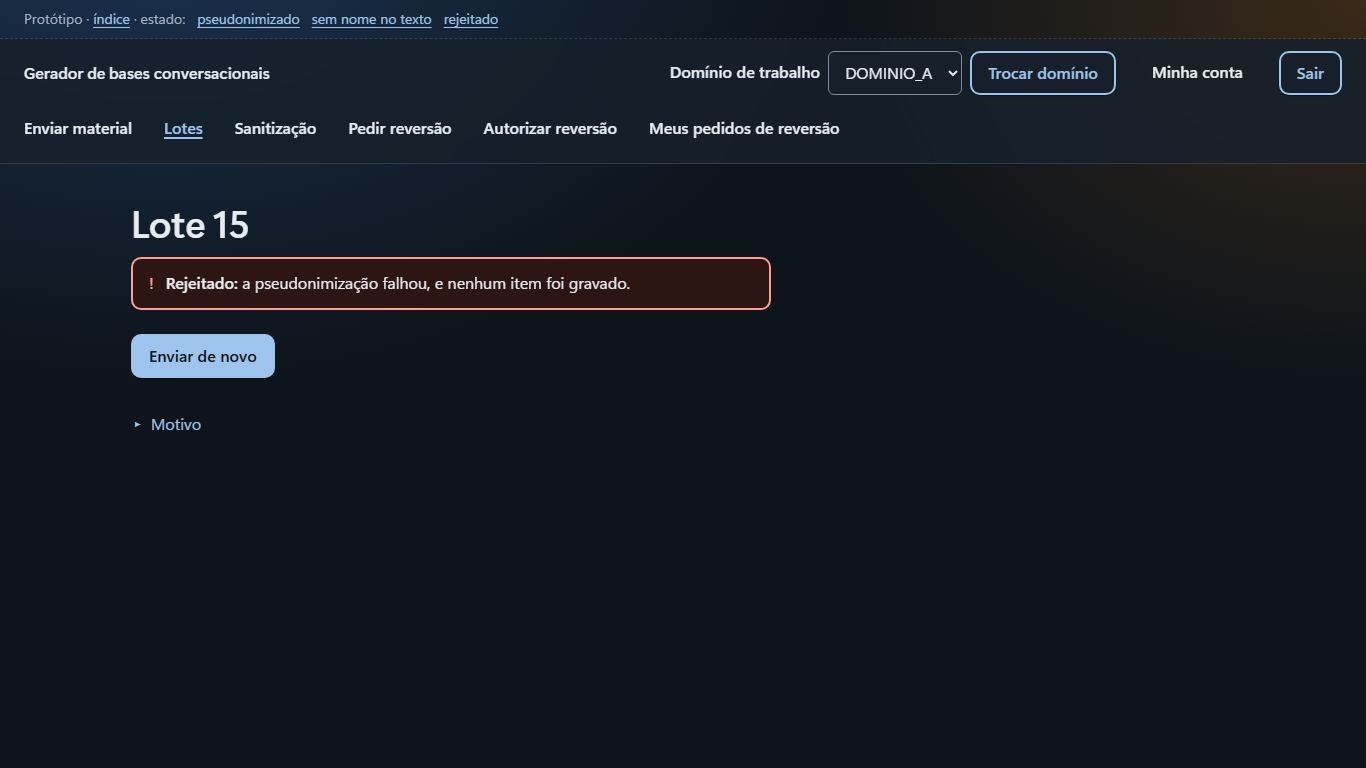 Protótipo · índice · estado: pseudonimizado sem nome no texto rejeitado
Gerador de bases conversacionais Domínio de trabalho DOMINIO_A Trocar domínio Minha conta Sair
Enviar material Lotes Sanitização Pedir reversão Autorizar reversão Meus pedidos de reversão
Lote 15
! Rejeitado: a pseudonimização falhou, e nenhum item foi gravado.
Enviar de novo
Motivo